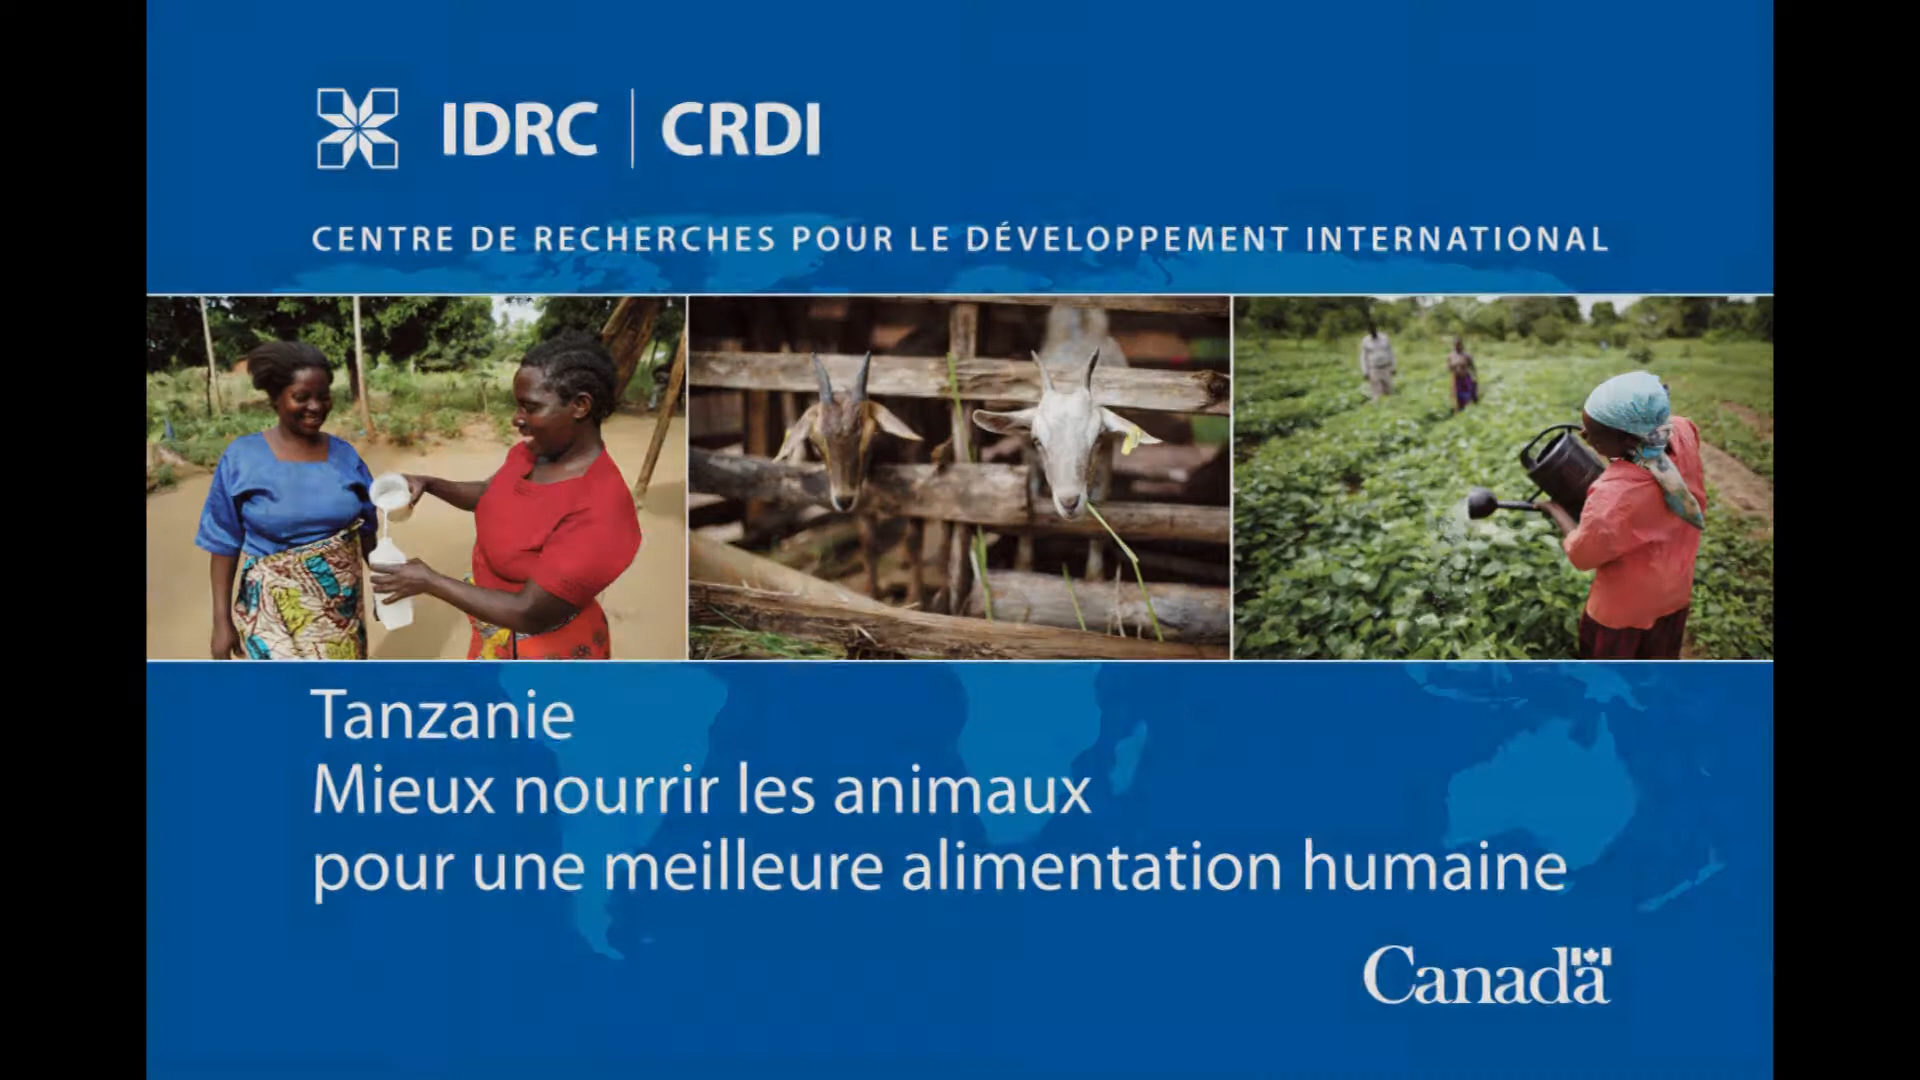 IDRC | CRDI
CENTRE DE RECHERCHES POUR LE DÉVELOPPEMENT INTERNATIONAL
Tanzanie
Mieux nourrir les animaux
pour une meilleure alimentation humaine
Canada